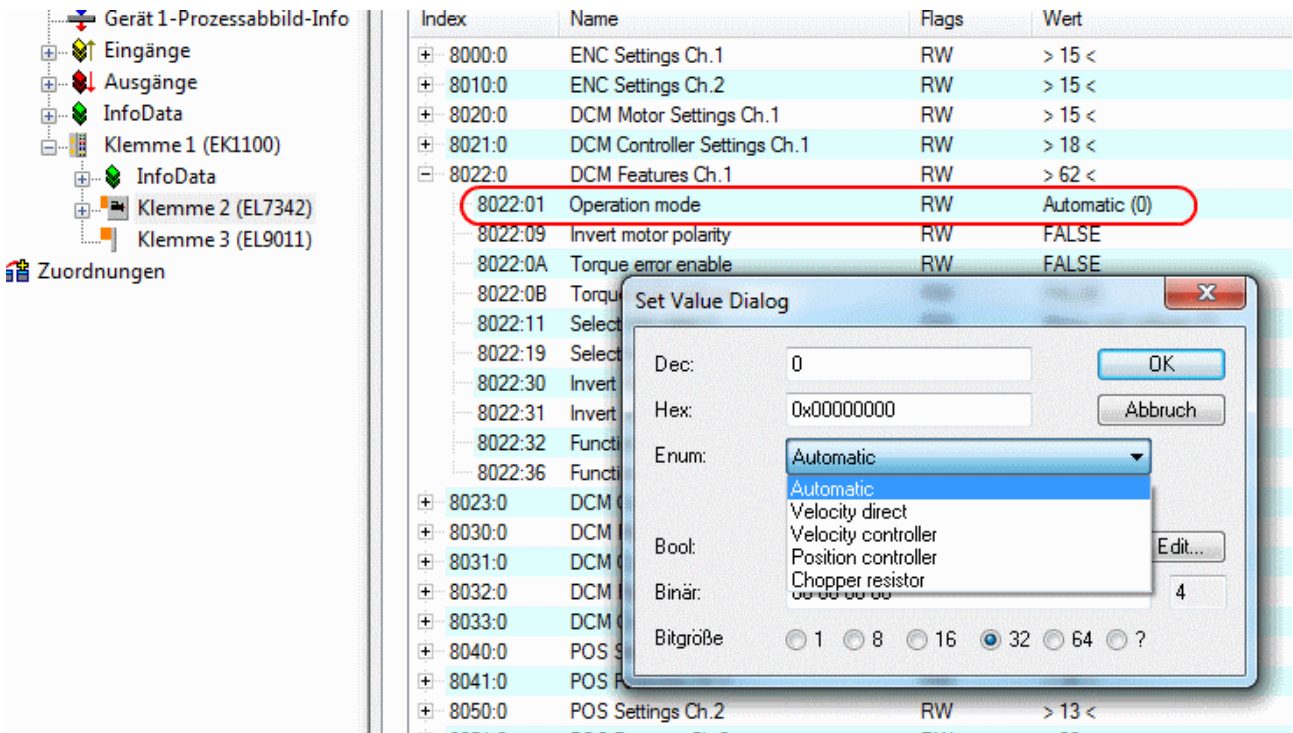 Gerät 1-Prozessabbild-Info
Eingänge
Ausgänge
InfoData
Klemme 1 (EK1100)
InfoData
Klemme 2 (EL7342)
Klemme 3 (EL9011)
Zuordnungen
Index Name Flags Wert
8000:0 ENC Settings Ch.1 RW > 15 <
8010:0 ENC Settings Ch.2 RW > 15 <
8020:0 DCM Motor Settings Ch.1 RW > 15 <
8021:0 DCM Controller Settings Ch.1 RW > 18 <
8022:0 DCM Features Ch.1 RW > 62 <
8022:01 Operation mode RW Automatic (0)
8022:09 Invert motor polarity RW FALSE
8022:0A Torque error enable RW FALSE
8022:0B
8022:11 Select
8022:19 Select
8022:30 Invert
8022:31 Invert
8022:32
8022:36
8023:0 DCM
8030:0 DCM
8031:0 DCM
8032:0 DCM
8033:0 DCM
8040:0 POS
8041:0 POS
8050:0 POS Settings Ch.2 RW > 13 <
Set Value Dialog
Dec: 0 OK
Hex: 0x00000000 Abbruch
Enum: Automatic
Automatic
Velocity direct
Velocity controller
Position controller
Chopper resistor
Bool: Edit...
Binär: 4
Bitgröße 1 8 16 32 64 ?